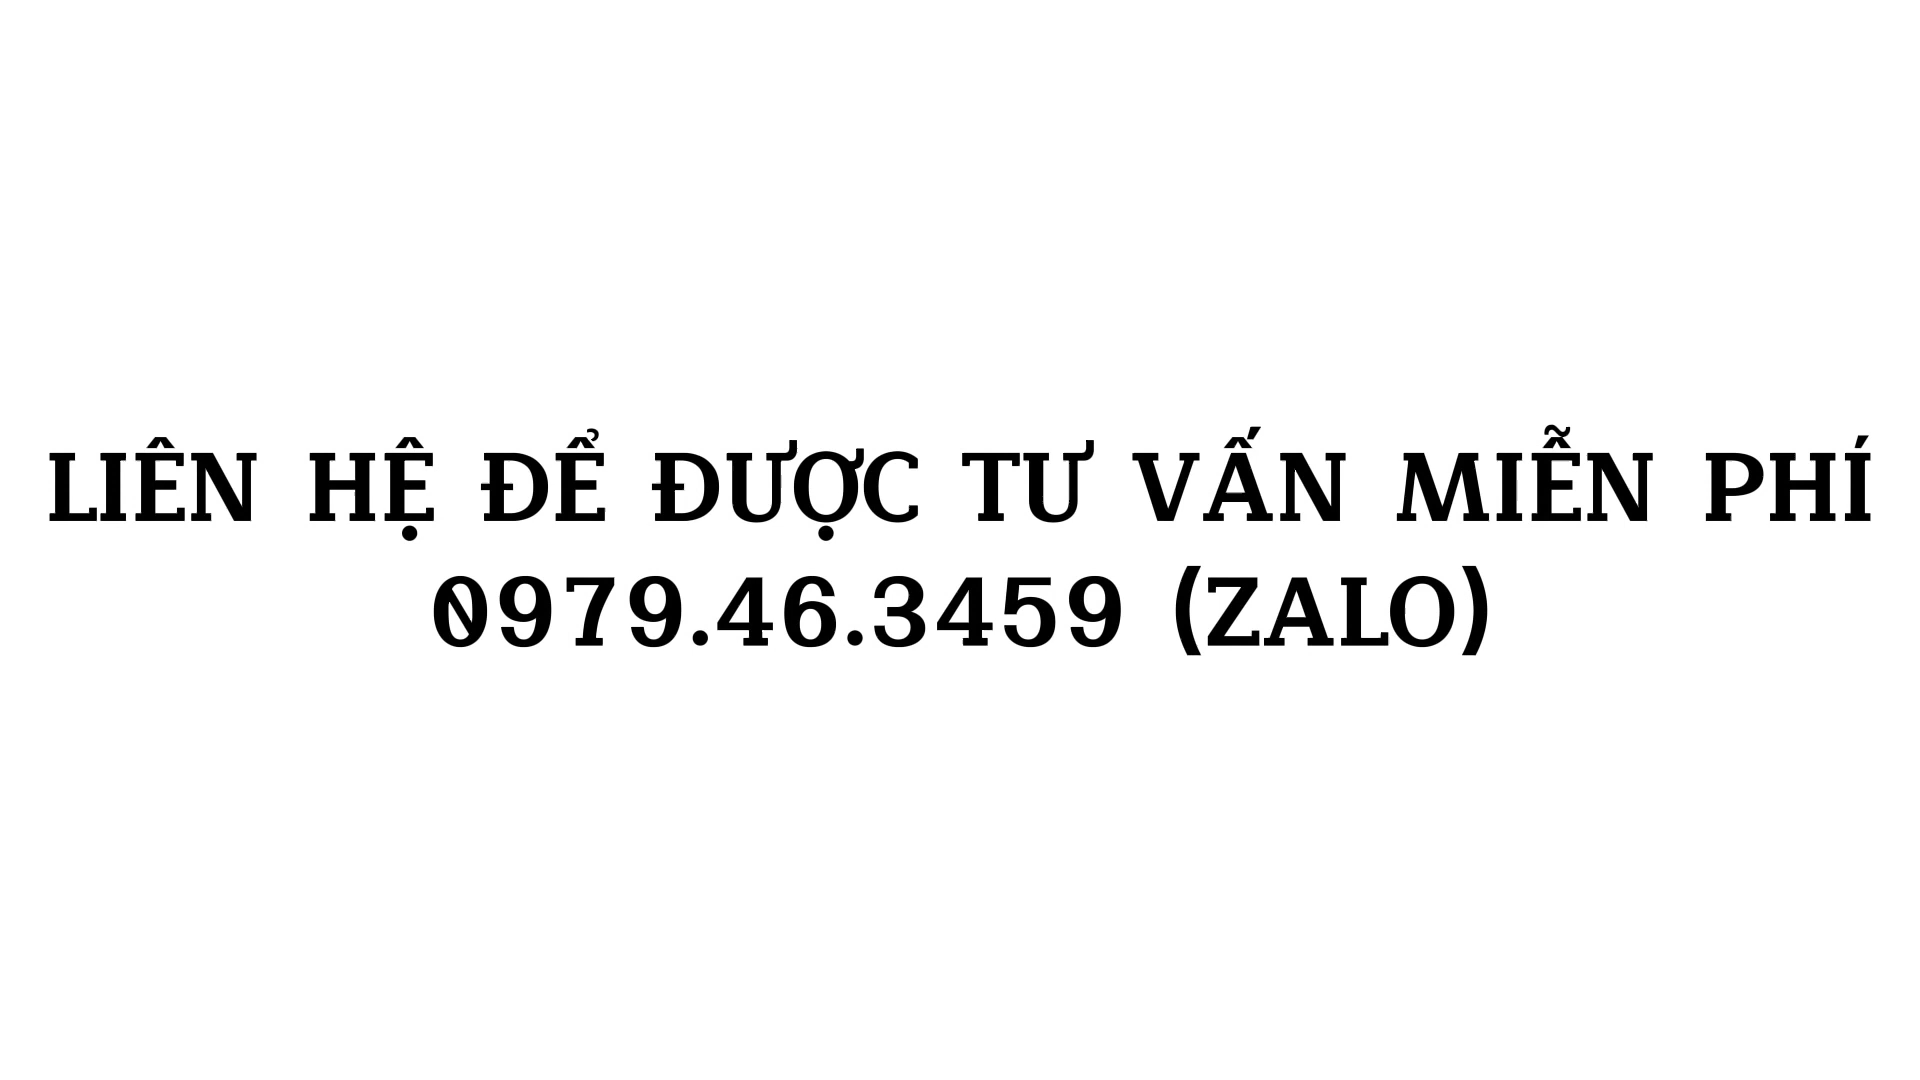 LIÊN HỆ ĐỂ ĐƯỢC TƯ VẤN MIỄN PHÍ
0979.46.3459 (ZALO)